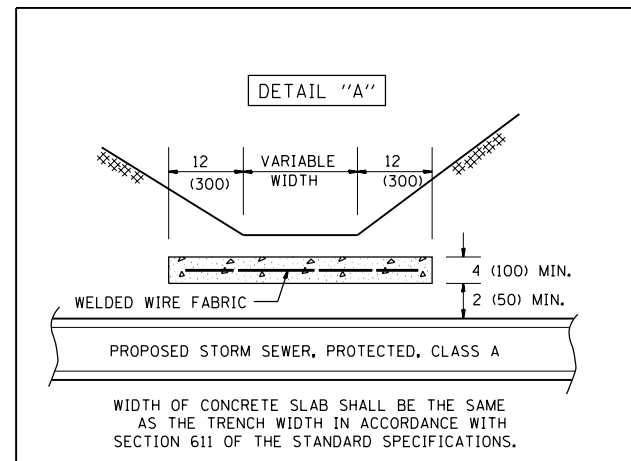 DETAIL "A"
12
(300)
VARIABLE
WIDTH
12
(300)
4 (100) MIN.
2 (50) MIN.
WELDED WIRE FABRIC
PROPOSED STORM SEWER, PROTECTED, CLASS A
WIDTH OF CONCRETE SLAB SHALL BE THE SAME
AS THE TRENCH WIDTH IN ACCORDANCE WITH
SECTION 611 OF THE STANDARD SPECIFICATIONS.